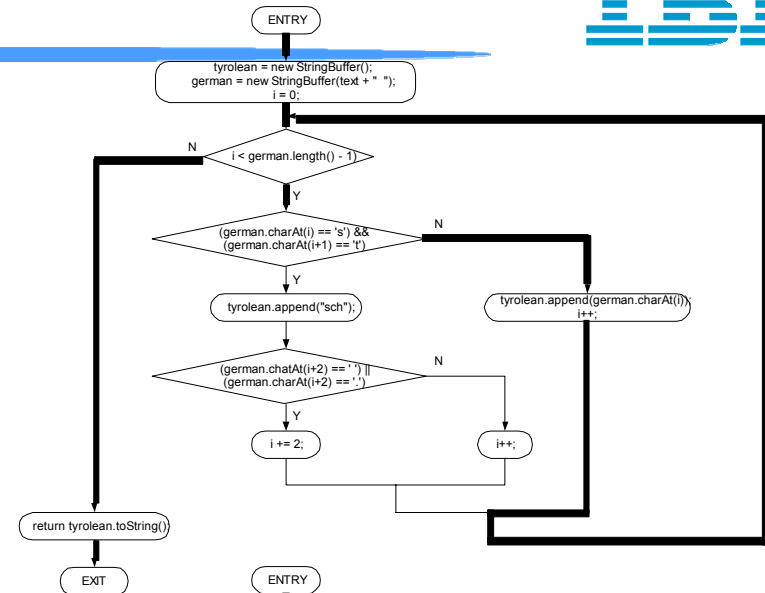 ENTRY
tyrolean = new StringBuffer();
german = new StringBuffer(text + "  ");
i = 0;
N
i < german.length() - 1)
Y
(german.charAt(i) == 's') &&
(german.charAt(i+1) == 't')
N
Y
tyrolean.append("sch");
tyrolean.append(german.charAt(i));
i++;
(german.chatAt(i+2) == ' ') ||
(german.charAt(i+2) == '.')
N
Y
i += 2;
i++;
return tyrolean.toString()
EXIT
ENTRY